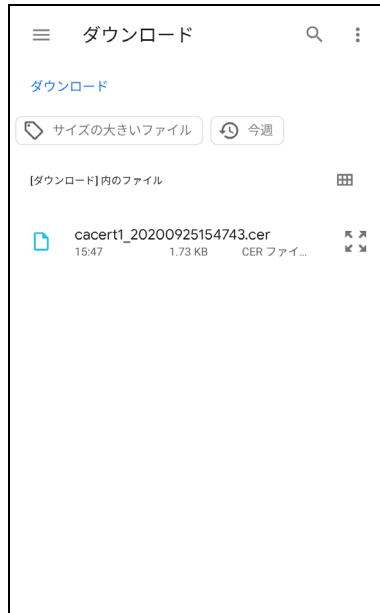 ダウンロード
ダウンロード
サイズの大きいファイル 今週
[ダウンロード] 内のファイル
cacert1_20200925154743.cer
15:47 1.73 KB CER ファイ...